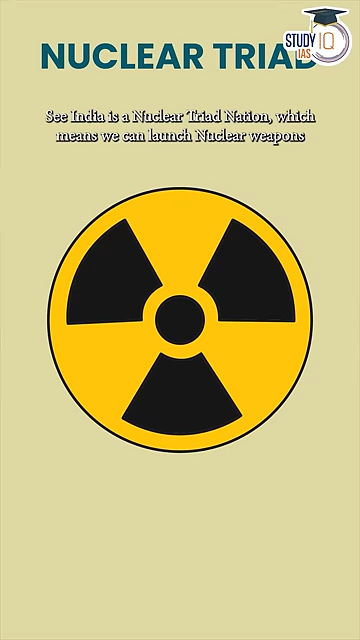 NUCLEAR TRIAD
STUDY IQ
IAS
See India is a Nuclear Triad Nation, which
means we can launch Nuclear weapons